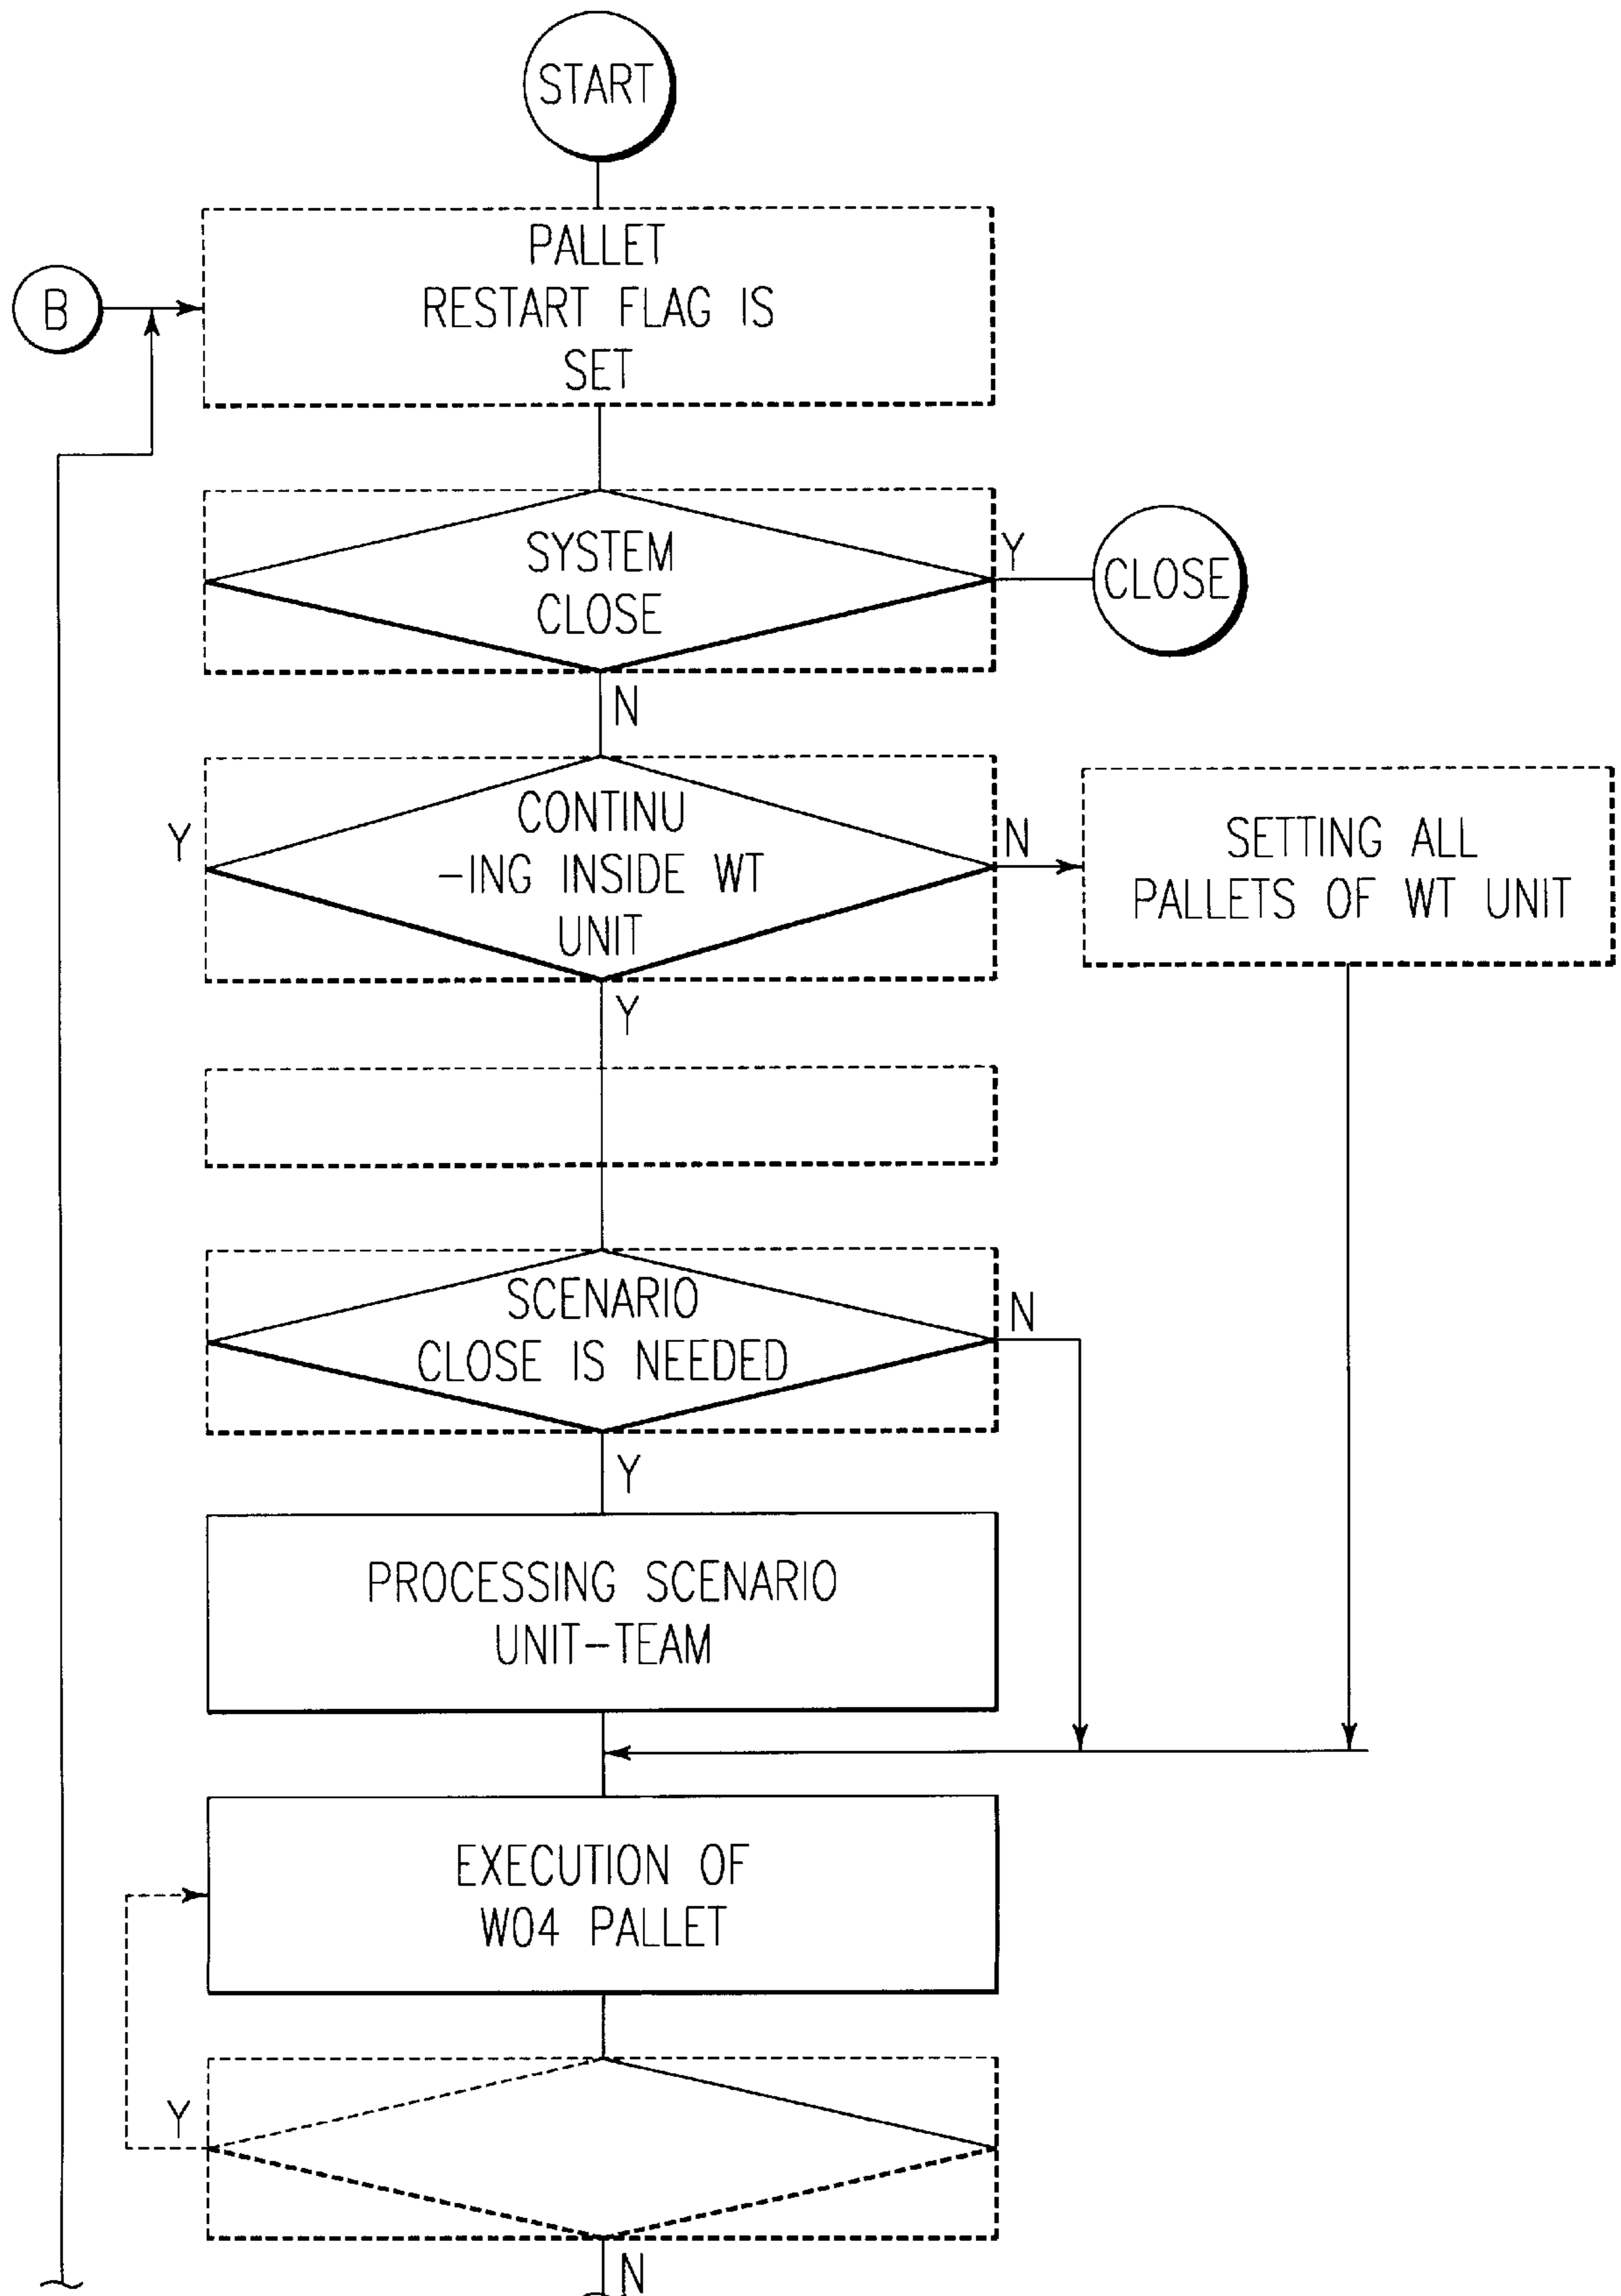 START
PALLET
RESTART FLAG IS
SET
B
SYSTEM
CLOSE
Y
CLOSE
N
Y
CONTINU
-ING INSIDE WT
UNIT
N
SETTING ALL
PALLETS OF WT UNIT
Y
SCENARIO
CLOSE IS NEEDED
N
Y
PROCESSING SCENARIO
UNIT-TEAM
EXECUTION OF
W04 PALLET
Y
N